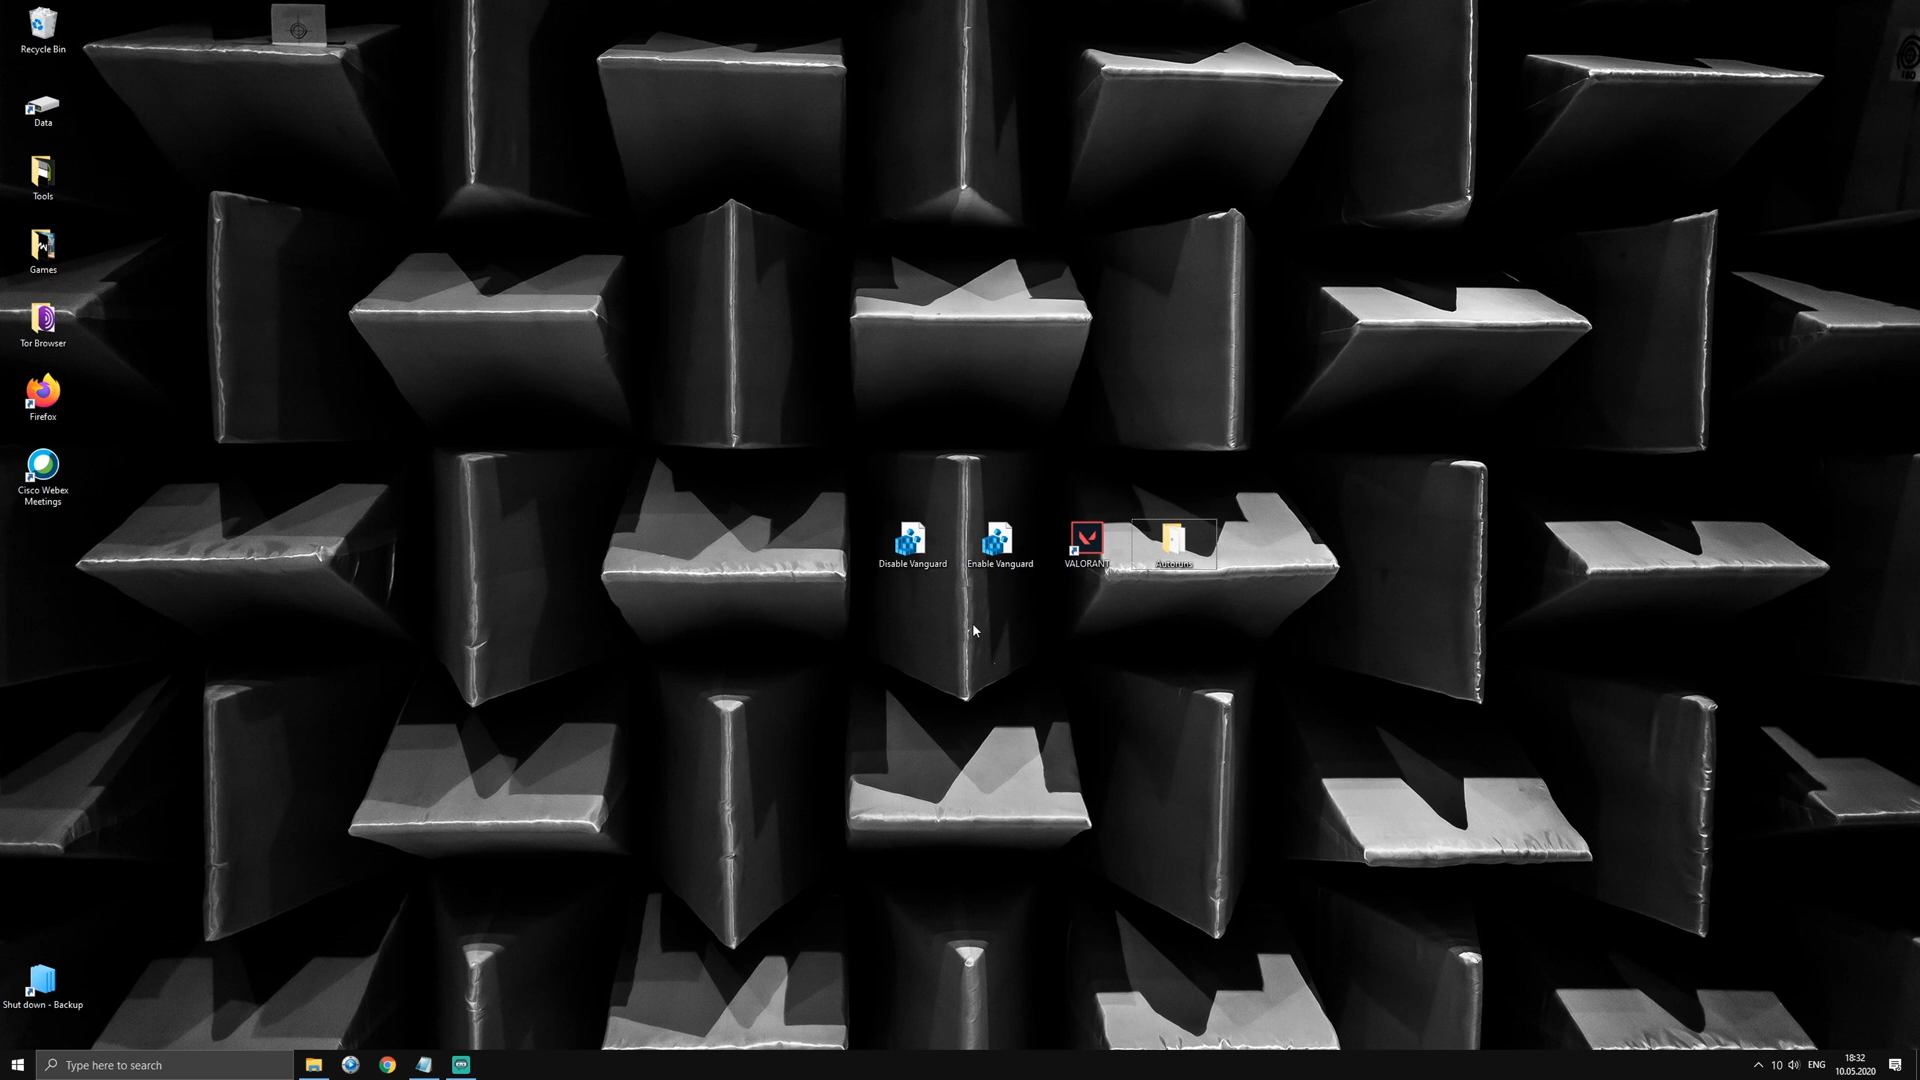 Recycle Bin
Data
Tools
Games
Tor Browser
Firefox
Cisco Webex
Meetings
Disable Vanguard
Enable Vanguard
VALORANT
Autoruns
Shut down - Backup
Type here to search
10
ENG
18:32
10.05.2020